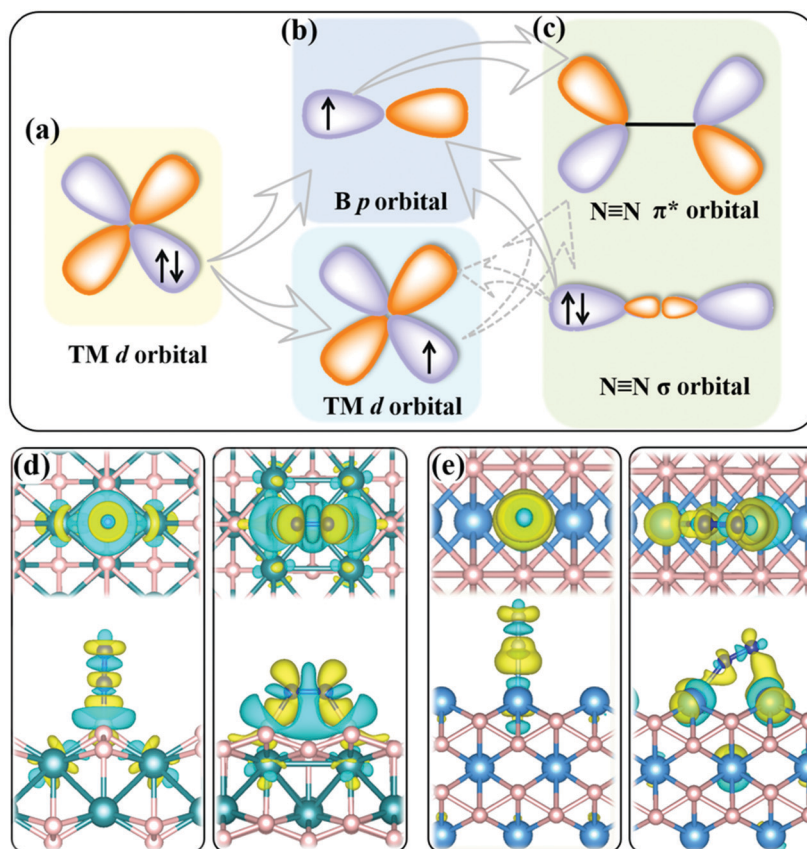 (b)
(c)
(a)
B p orbital
N≡N π* orbital
TM d orbital
TM d orbital
N≡N σ orbital
(d)
(e)